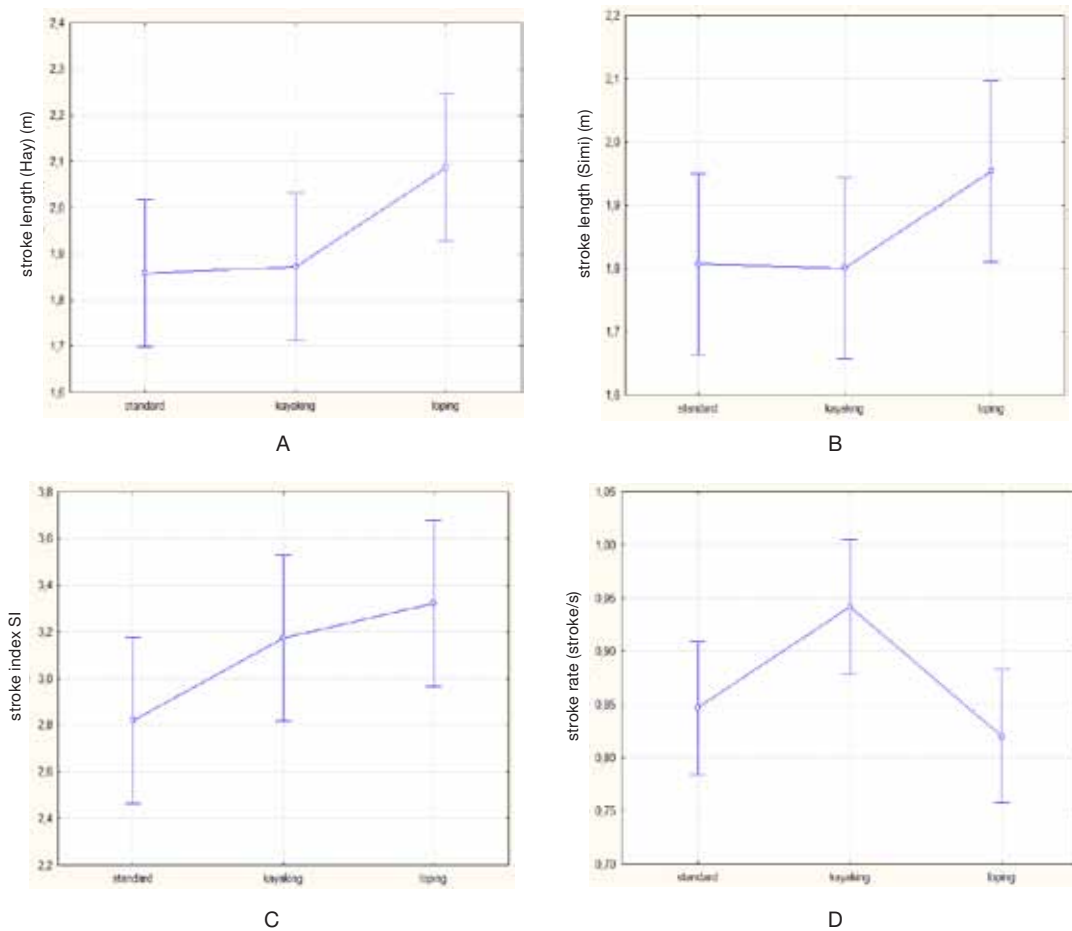 stroke length (Hay) (m)
2,4
2,3
2,2
2,1
2,0
1,9
1,8
1,7
1,6
standard kayaking loping
A
stroke length (Simi) (m)
2,2
2,1
2,0
1,9
1,8
1,7
1,6
standard kayaking loping
B
stroke index SI
3,8
3,6
3,4
3,2
3,0
2,8
2,6
2,4
2,2
standard kayaking loping
C
stroke rate (stroke/s)
1,05
1,00
0,95
0,90
0,85
0,80
0,75
0,70
standard kayaking loping
D